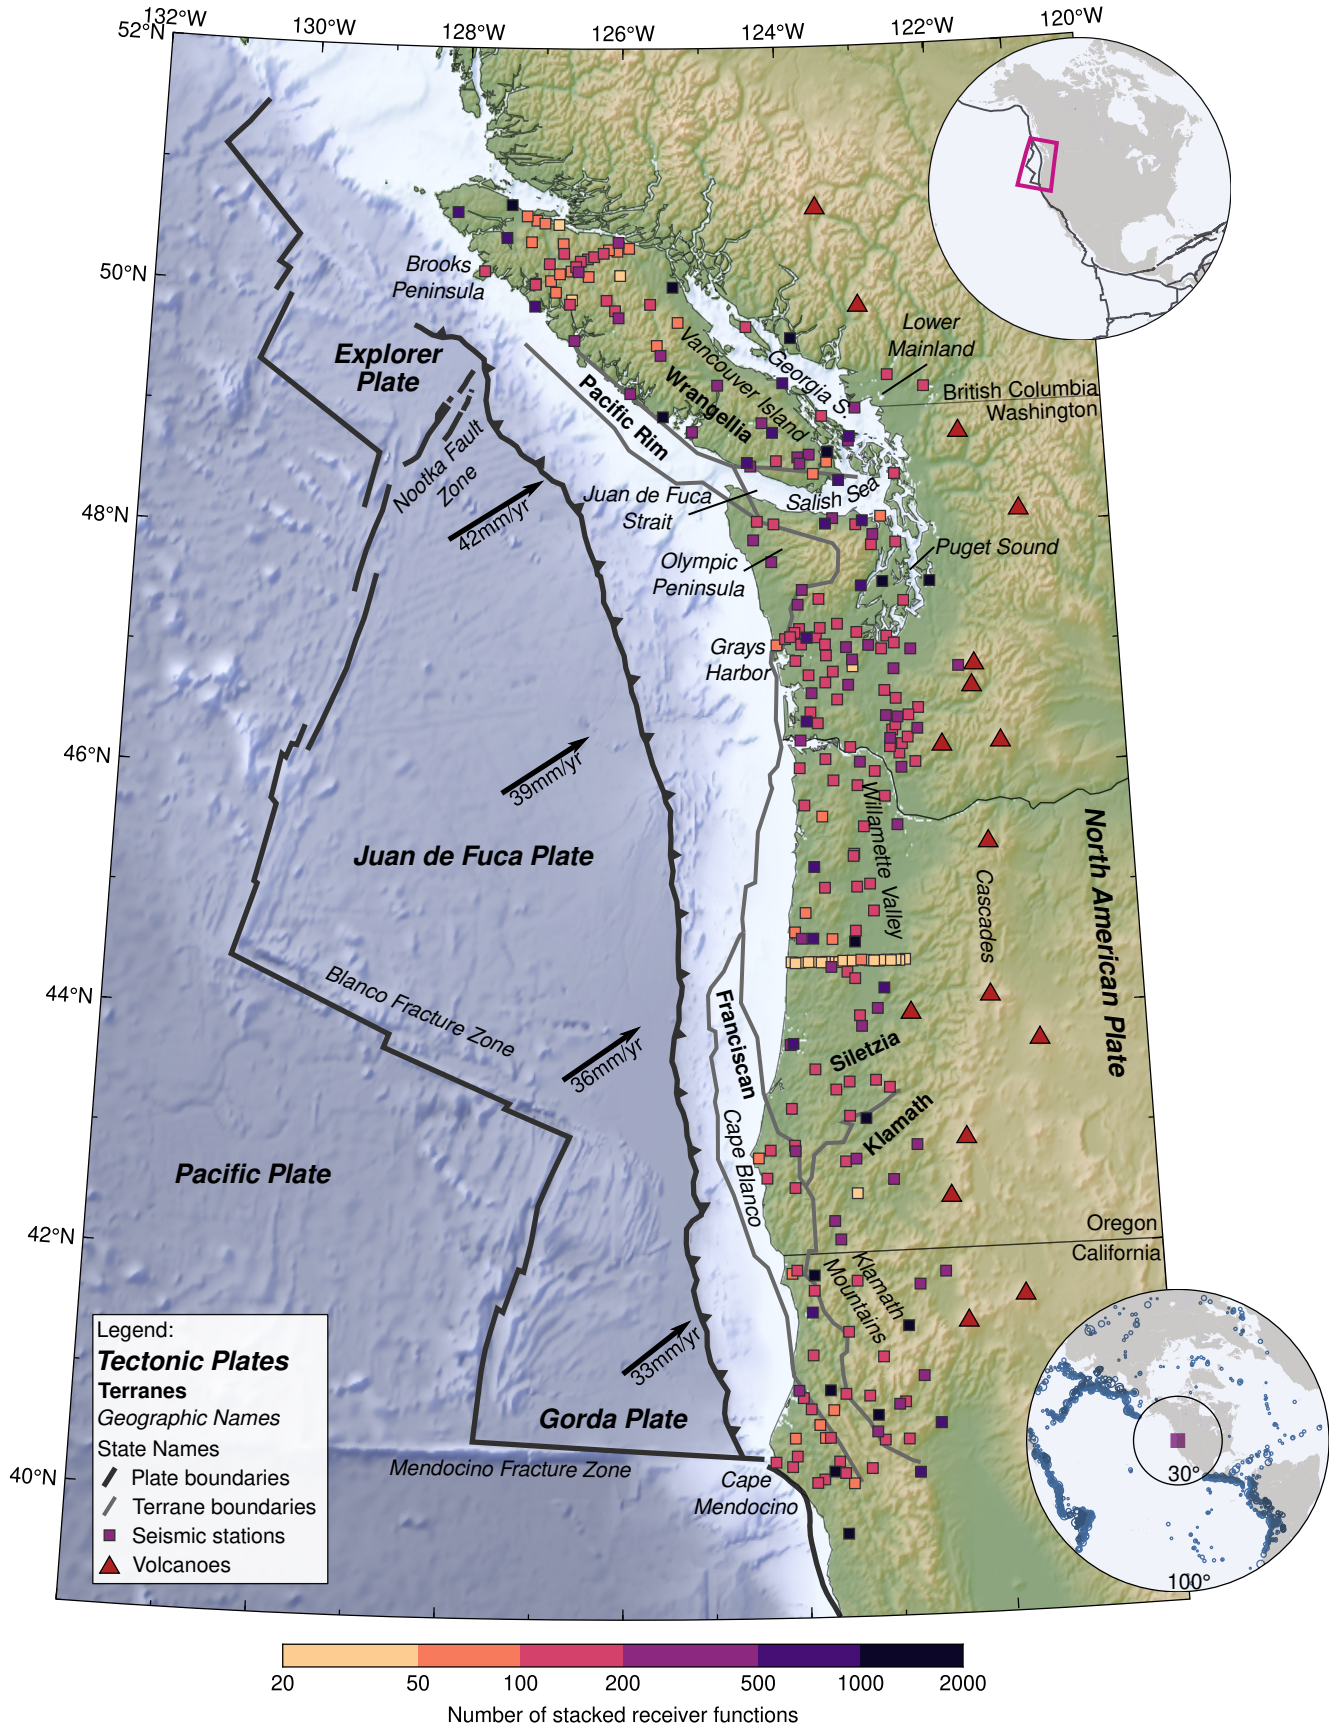 132°W
130°W
128°W
126°W
124°W
122°W
120°W
52°N
50°N
48°N
46°N
44°N
42°N
40°N
Brooks
Peninsula
Explorer
Plate
Nootka Fault
Zone
Pacific Rim
Wrangellia
Vancouver Island
Georgia S.
Lower
Mainland
British Columbia
Washington
Juan de Fuca
Strait
Salish Sea
Olympic
Peninsula
Puget Sound
Grays
Harbor
42mm/yr
39mm/yr
36mm/yr
33mm/yr
Juan de Fuca Plate
Willamette Valley
Cascades
North American Plate
Blanco Fracture Zone
Franciscan
Siletzia
Klamath
Cape Blanco
Pacific Plate
Oregon
California
Klamath
Mountains
Gorda Plate
Mendocino Fracture Zone
Cape
Mendocino
30°
100°
Legend:
Tectonic Plates
Terranes
Geographic Names
State Names
Plate boundaries
Terrane boundaries
Seismic stations
Volcanoes
20
50
100
200
500
1000
2000
Number of stacked receiver functions